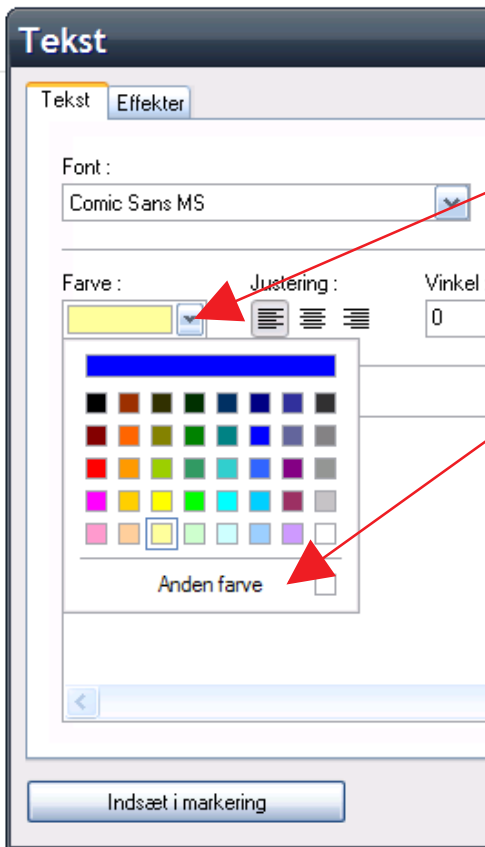 Tekst
Tekst Effekter
Font :
Comic Sans MS
Farve : Justering : Vinkel
0
Anden farve
Indsæt i markering